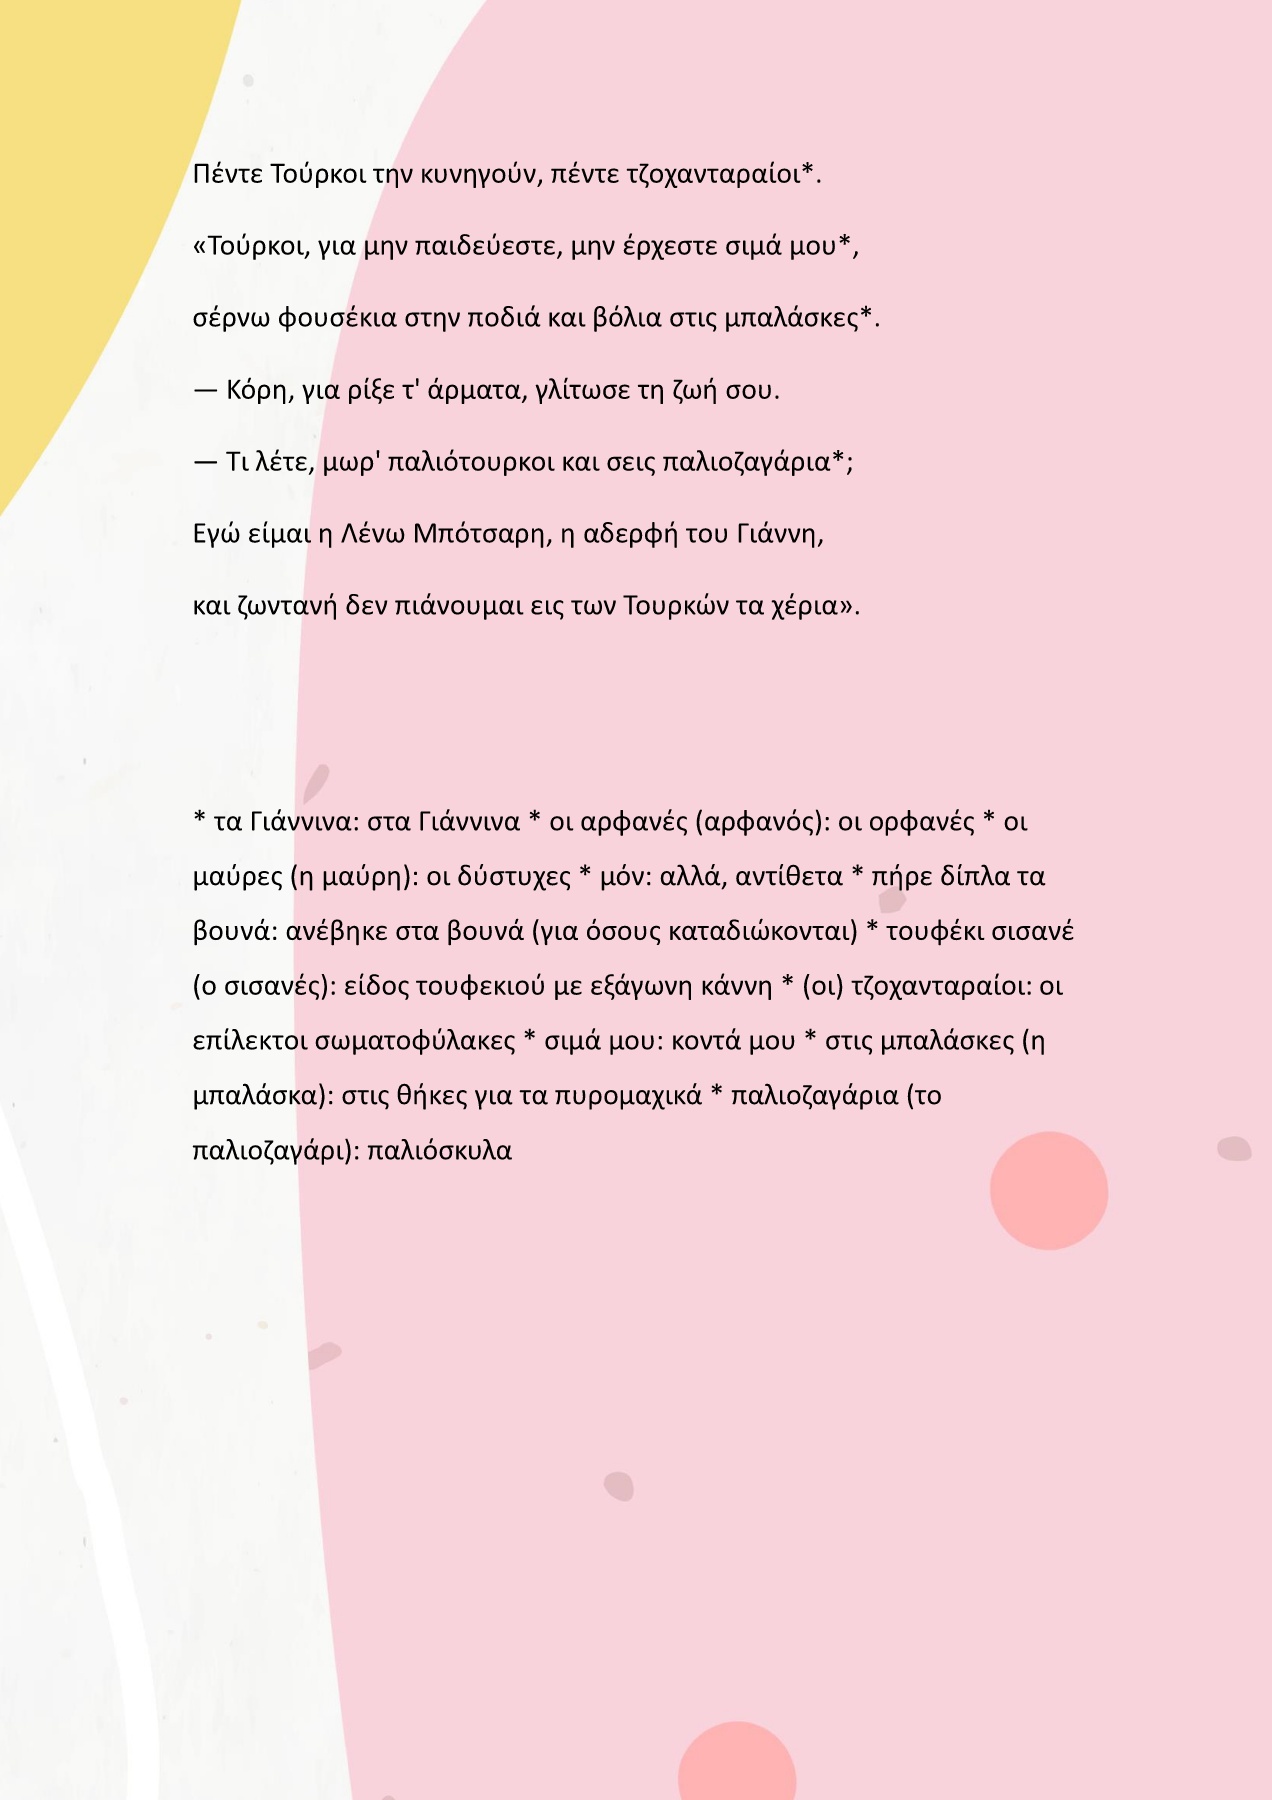 Πέντε Τούρκοι την κυνηγούν, πέντε τζοχανταραίοι*.
«Τούρκοι, για μην παιδεύεστε, μην έρχεστε σιμά μου*,
σέρνω φουσέκια στην ποδιά και βόλια στις μπαλάσκες*.
— Κόρη, για ρίξε τ' άρματα, γλίτωσε τη ζωή σου.
— Τι λέτε, μωρ' παλιότουρκοι και σεις παλιοζαγάρια*;
Εγώ είμαι η Λένω Μπότσαρη, η αδερφή του Γιάννη,
και ζωντανή δεν πιάνουμαι εις των Τουρκών τα χέρια».
* τα Γιάννινα: στα Γιάννινα * οι αρφανές (αρφανός): οι ορφανές * οι
μαύρες (η μαύρη): οι δύστυχες * μόν: αλλά, αντίθετα * πήρε δίπλα τα
βουνά: ανέβηκε στα βουνά (για όσους καταδιώκονται) * τουφέκι σισανέ
(ο σισανές): είδος τουφεκιού με εξάγωνη κάννη * (οι) τζοχανταραίοι: οι
επίλεκτοι σωματοφύλακες * σιμά μου: κοντά μου * στις μπαλάσκες (η
μπαλάσκα): στις θήκες για τα πυρομαχικά * παλιοζαγάρια (το
παλιοζαγάρι): παλιόσκυλα